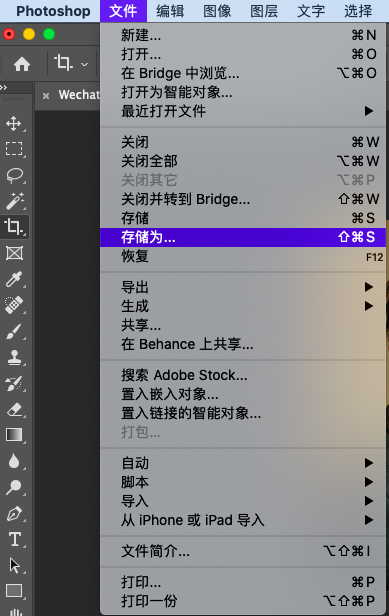 Photoshop 文件 编辑 图像 图层 文字 选择
新建... ⌘N
打开... ⌘O
在 Bridge 中浏览... ⌥⌘O
打开为智能对象...
最近打开文件
Wechat
关闭 ⌘W
关闭全部 ⌥⌘W
关闭其它 ⌥⌘P
关闭并转到 Bridge... ⇧⌘W
存储 ⌘S
存储为... ⇧⌘S
恢复 F12
导出
生成
共享...
在 Behance 上共享...
搜索 Adobe Stock...
置入嵌入对象...
置入链接的智能对象...
打包...
自动
脚本
导入
从 iPhone 或 iPad 导入
文件简介... ⌥⇧⌘I
打印... ⌘P
打印一份 ⌥⇧⌘P